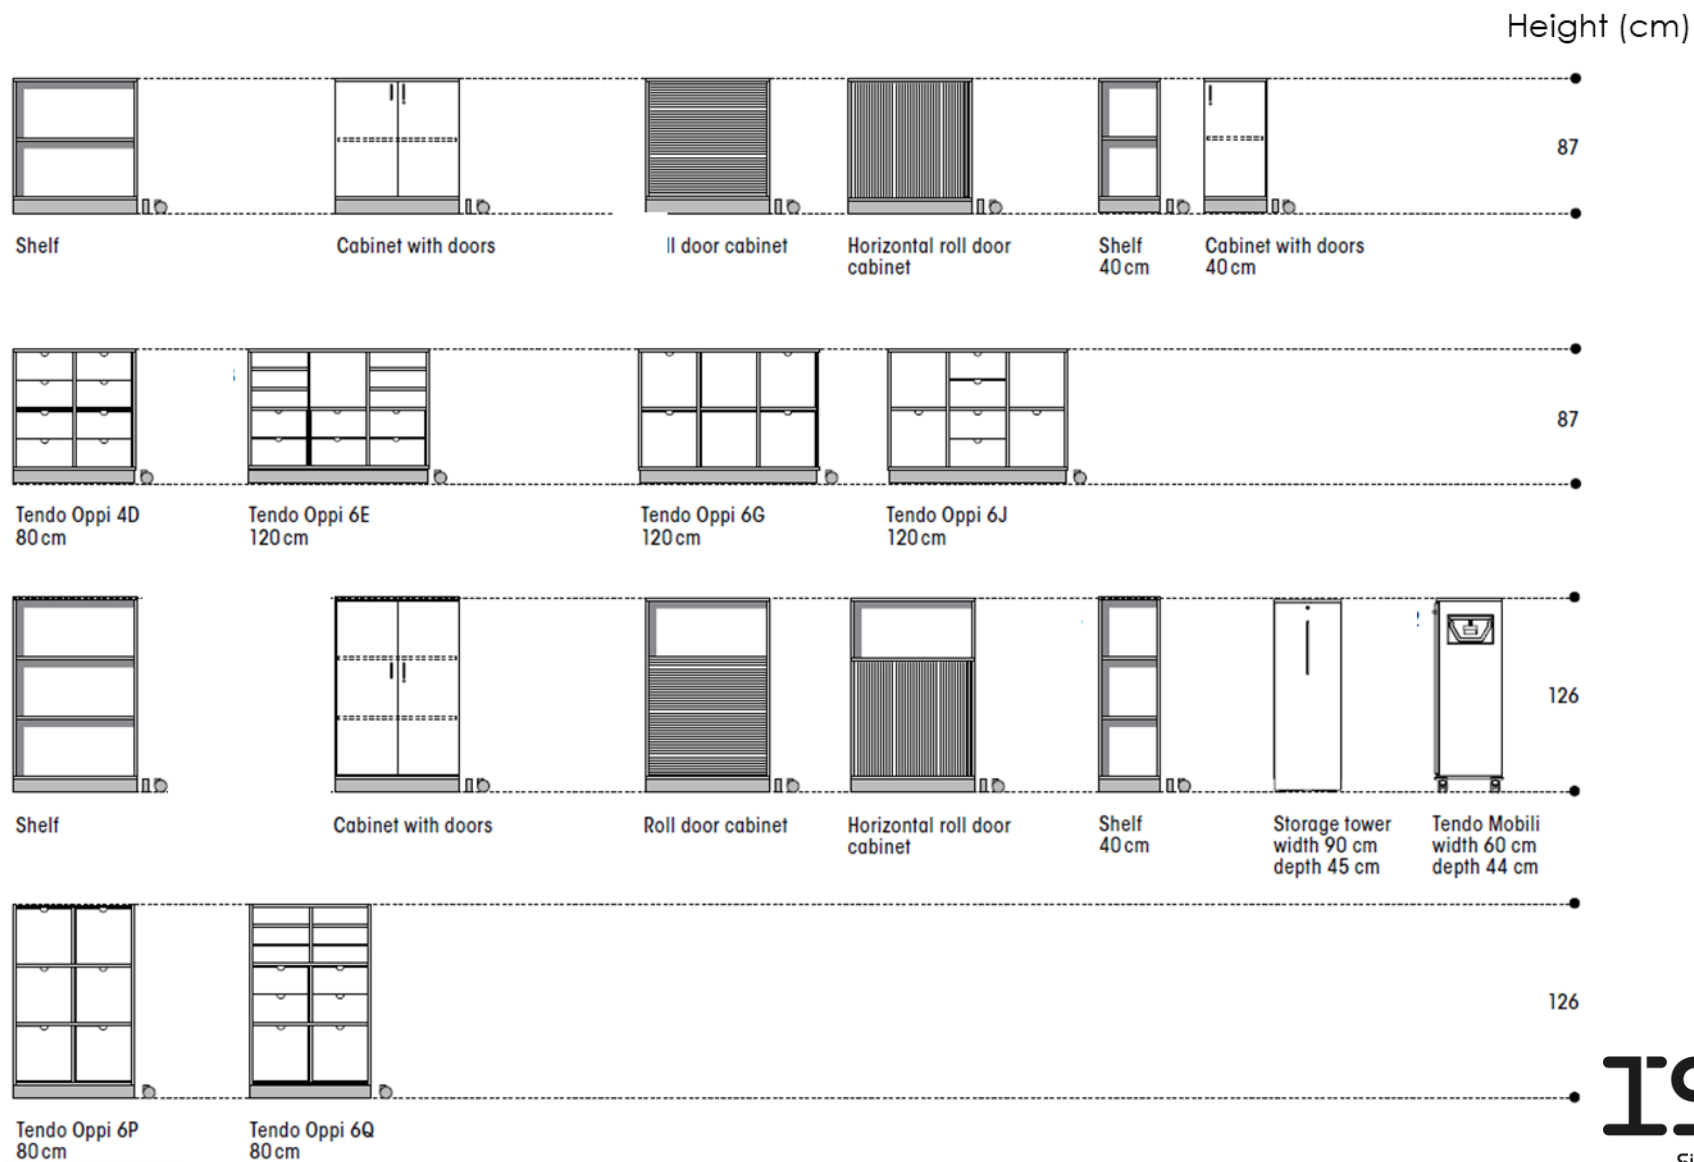 Height (cm)
87
Shelf
Cabinet with doors
ll door cabinet
Horizontal roll door
cabinet
Shelf
40 cm
Cabinet with doors
40 cm
87
Tendo Oppi 4D
80 cm
Tendo Oppi 6E
120 cm
Tendo Oppi 6G
120 cm
Tendo Oppi 6J
120 cm
126
Shelf
Cabinet with doors
Roll door cabinet
Horizontal roll door
cabinet
Shelf
40 cm
Storage tower
width 90 cm
depth 45 cm
Tendo Mobili
width 60 cm
depth 44 cm
126
Tendo Oppi 6P
80 cm
Tendo Oppi 6Q
80 cm